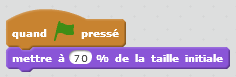 quand pressé
mettre à 70 % de la taille initiale